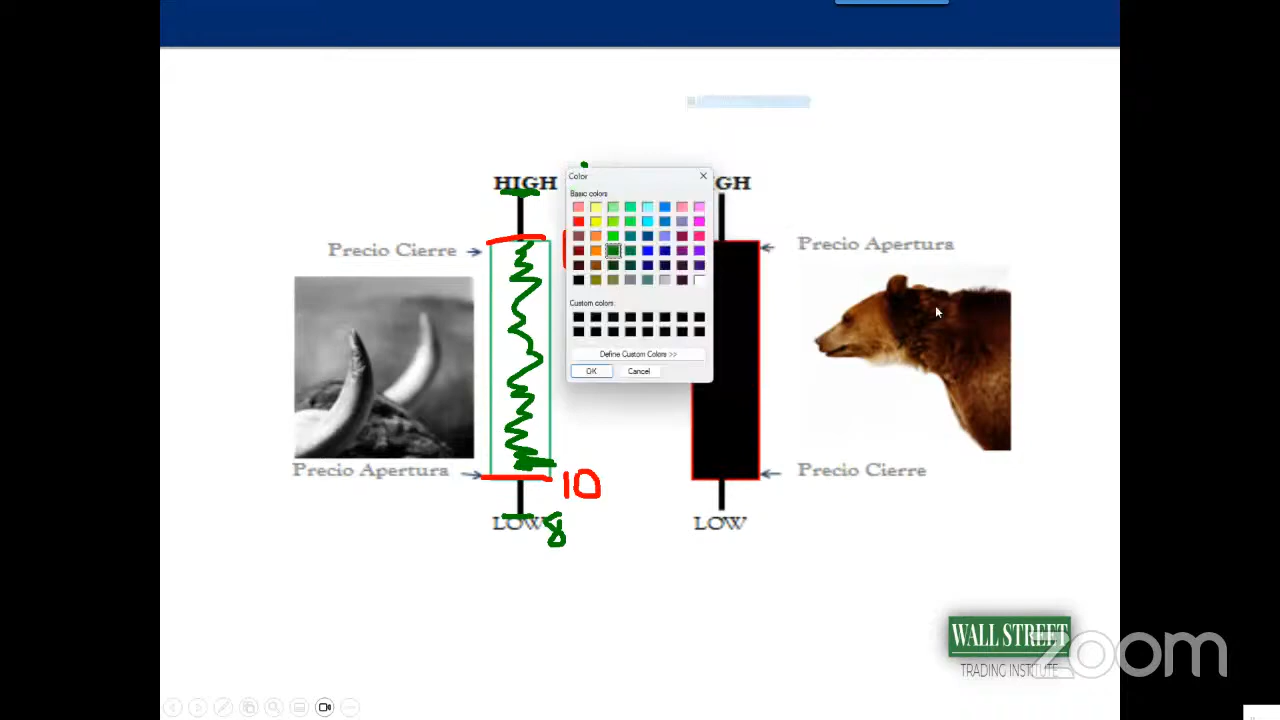 HIGH
GH
Color
Basic colors
Precio Cierre
Precio Apertura
Custom colors
Define Custom Colors >>
OK
Cancel
Precio Apertura
Precio Cierre
10
LOW
8
LOW
WALL STREET
TRADING INSTITUTE
zoom